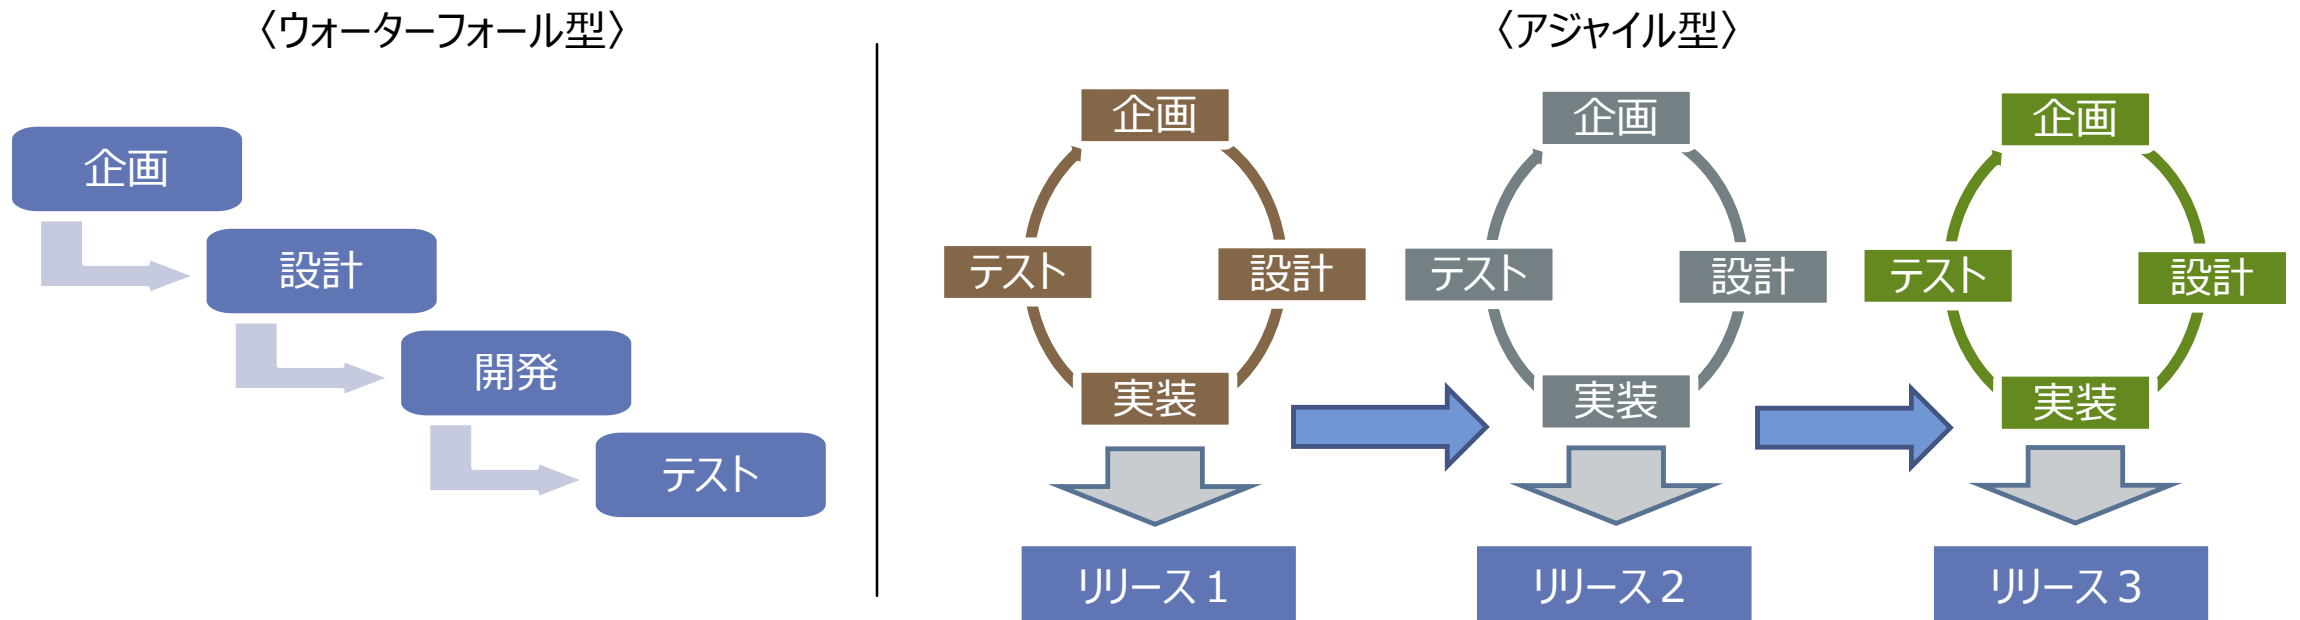 〈ウォーターフォール型〉
企画
設計
開発
テスト
〈アジャイル型〉
企画
設計
実装
テスト
リリース１
企画
設計
実装
テスト
リリース２
企画
設計
実装
テスト
リリース３